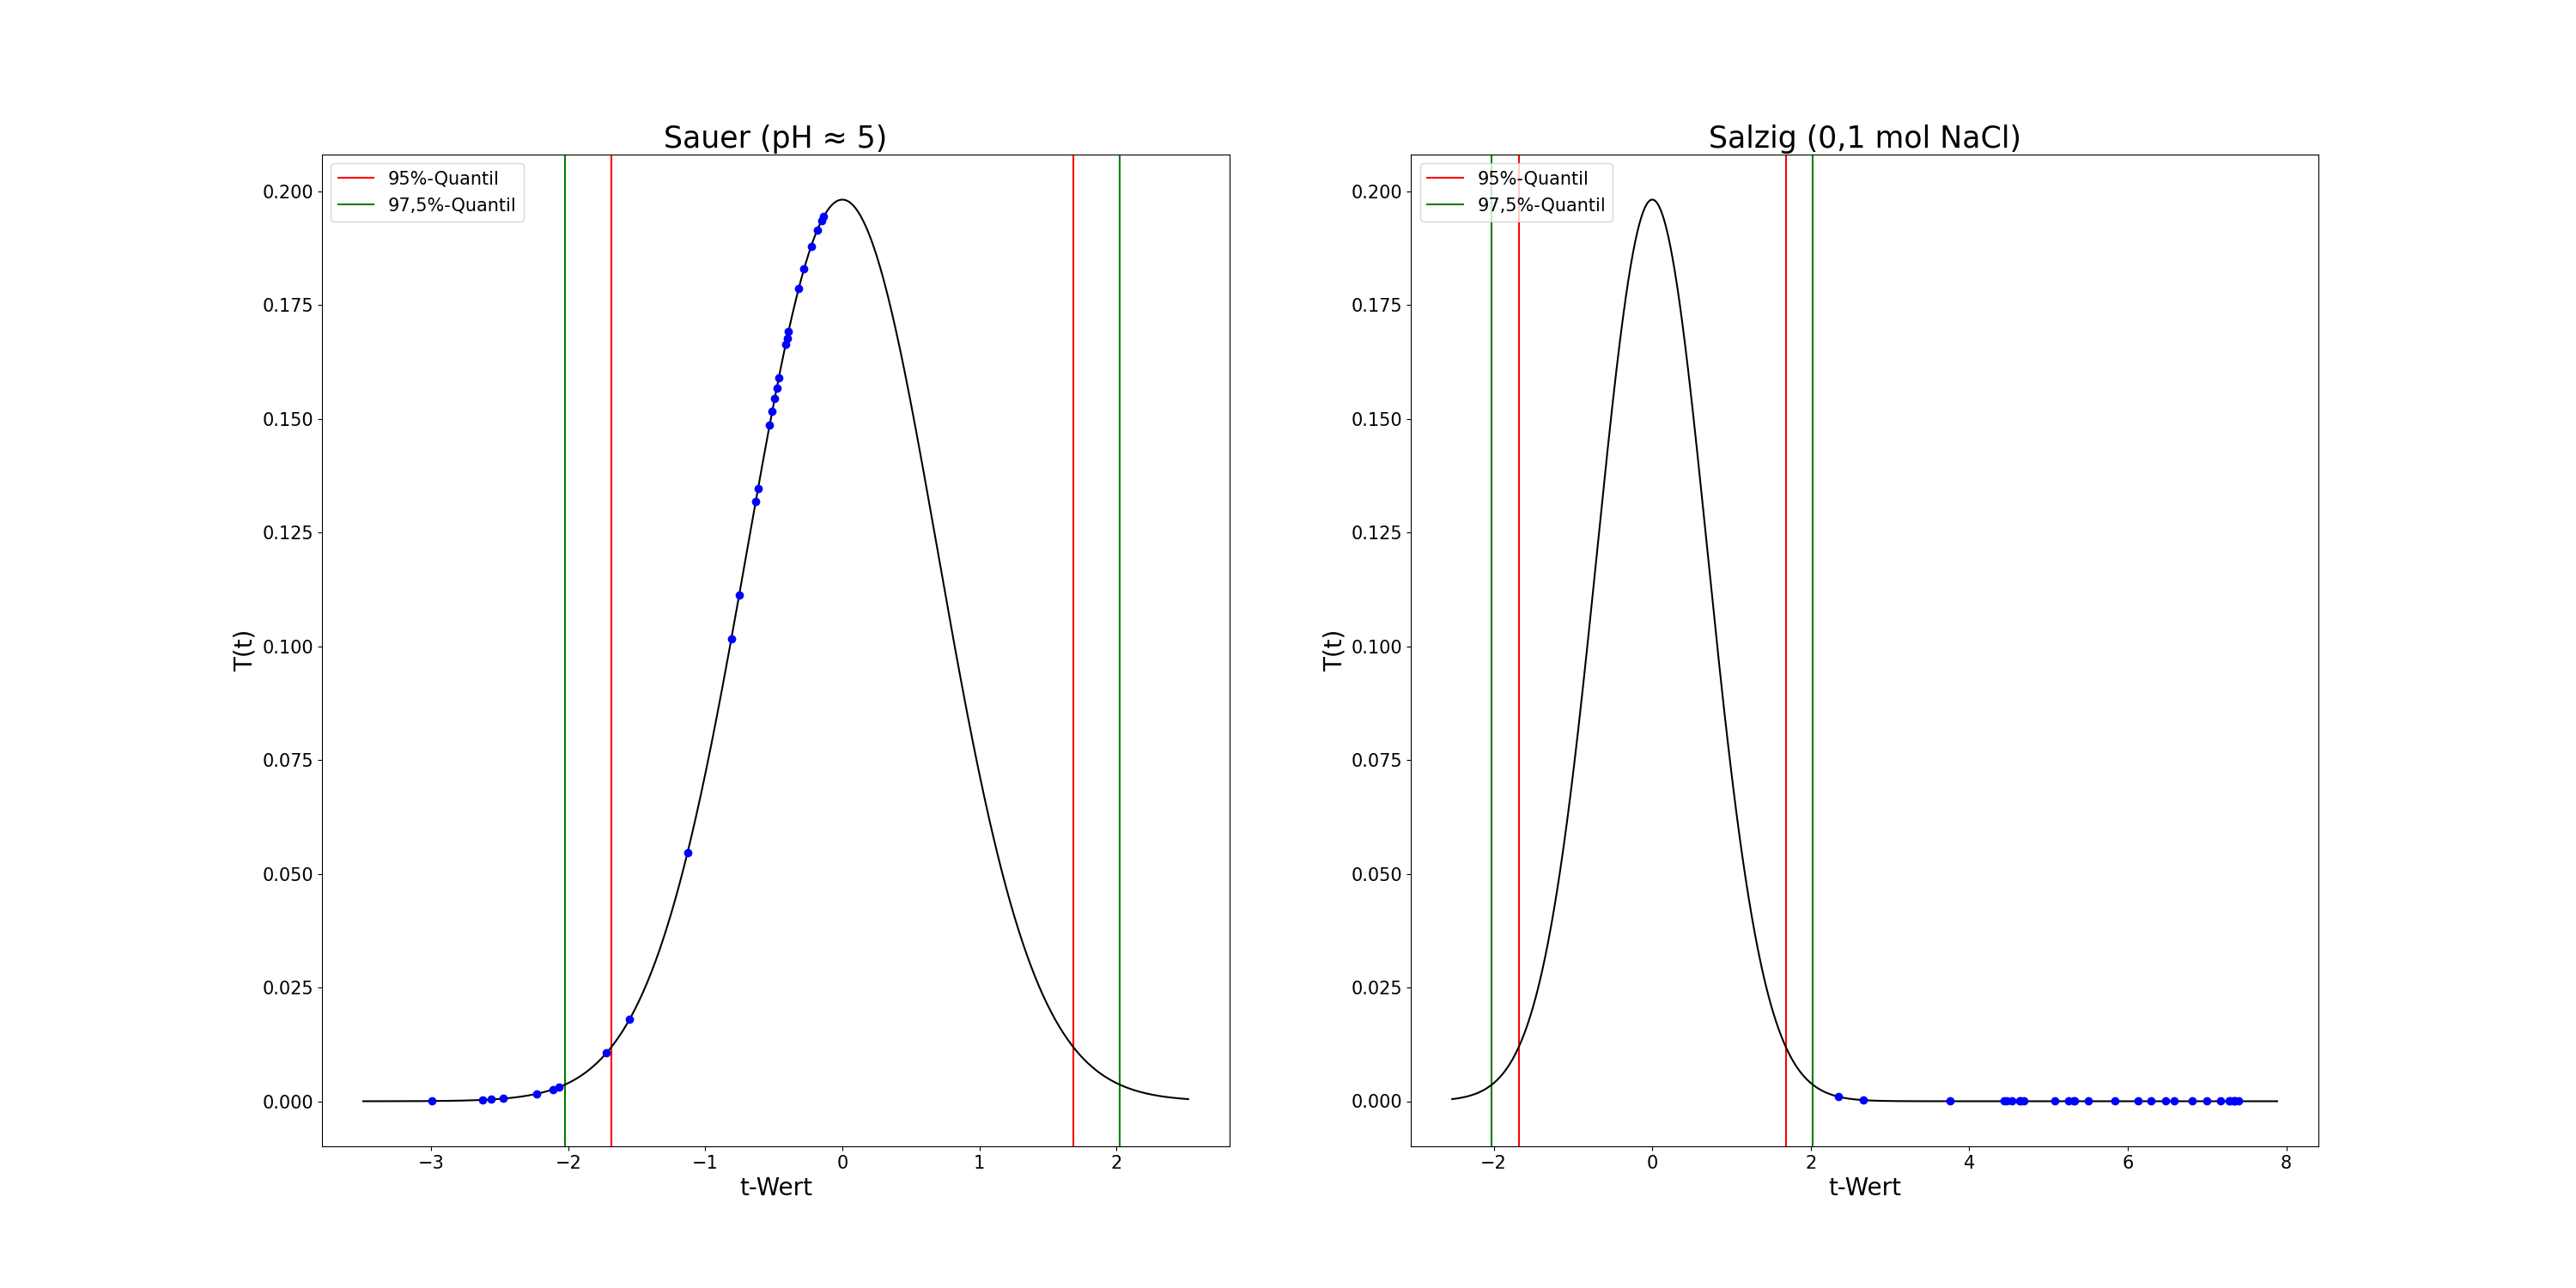 Sauer (pH ≈ 5)
95%-Quantil
97,5%-Quantil
0.200
0.175
0.150
0.125
0.100
0.075
0.050
0.025
0.000
T(t)
−3 −2 −1 0 1 2
t-Wert
Salzig (0,1 mol NaCl)
95%-Quantil
97,5%-Quantil
0.200
0.175
0.150
0.125
0.100
0.075
0.050
0.025
0.000
T(t)
−2 0 2 4 6 8
t-Wert